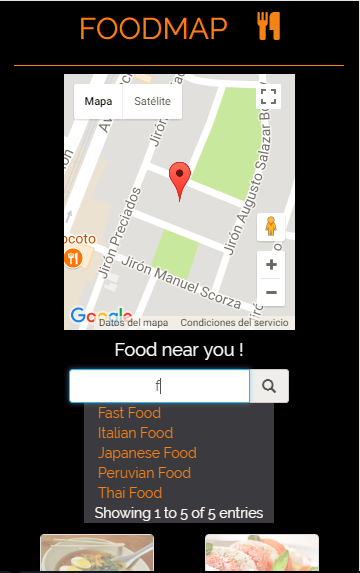 FOODMAP
Mapa
Satélite
Jirón
Jirón Augusto Salazar Bo
Jirón Preciados
ocoto
Jirón Manuel Scorza
Google
Datos del mapa
Condiciones del servicio
Food near you !
f
Fast Food
Italian Food
Japanese Food
Peruvian Food
Thai Food
Showing 1 to 5 of 5 entries